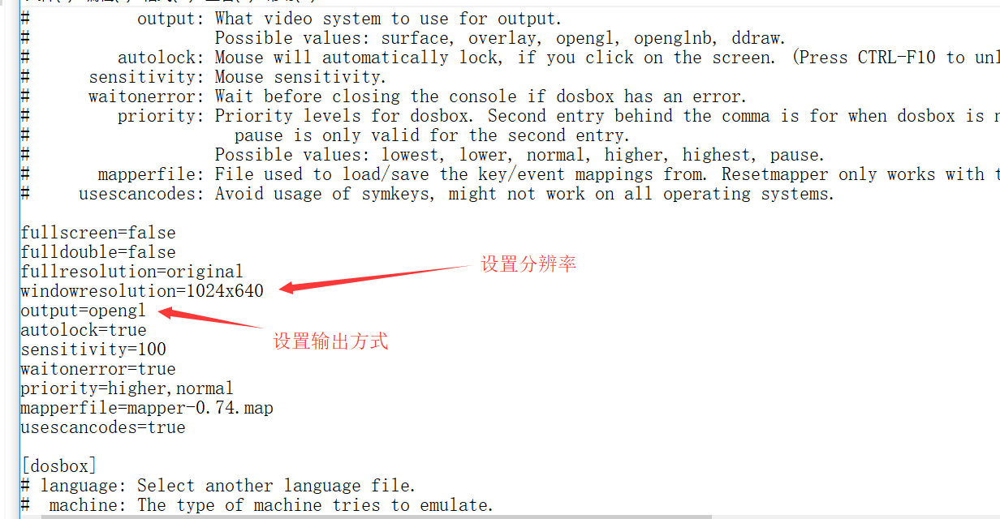 #           output: What video system to use for output.
#                   Possible values: surface, overlay, opengl, openglnb, ddraw.
#         autolock: Mouse will automatically lock, if you click on the screen. (Press CTRL-F10 to unl
#      sensitivity: Mouse sensitivity.
#      waitonerror: Wait before closing the console if dosbox has an error.
#         priority: Priority levels for dosbox. Second entry behind the comma is for when dosbox is
#                     pause is only valid for the second entry.
#                   Possible values: lowest, lower, normal, higher, highest, pause.
#       mapperfile: File used to load/save the key/event mappings from. Resetmapper only works with
#     usescancodes: Avoid usage of symkeys, might not work on all operating systems.
fullscreen=false
fulldouble=false
fullresolution=original
设置分辨率
windowresolution=1024x640
output=opengl
autolock=true
设置输出方式
sensitivity=100
waitonerror=true
priority=higher,normal
mapperfile=mapper-0.74.map
usescancodes=true
[dosbox]
# language: Select another language file.
#  machine: The type of machine tries to emulate.